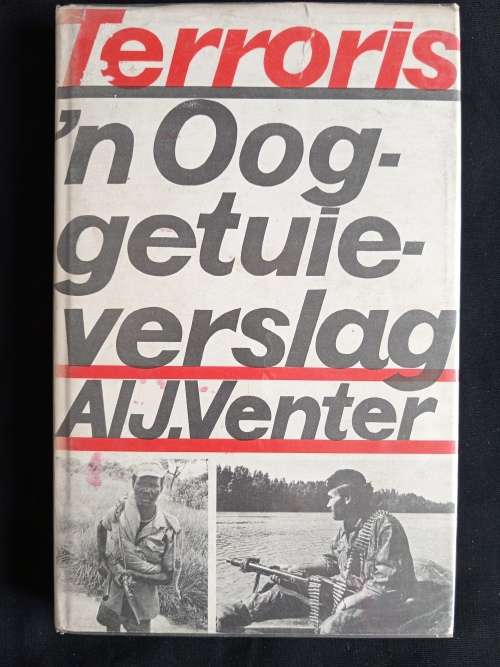 Terroris
'n Oog-
getuie-
verslag
Al J. Venter